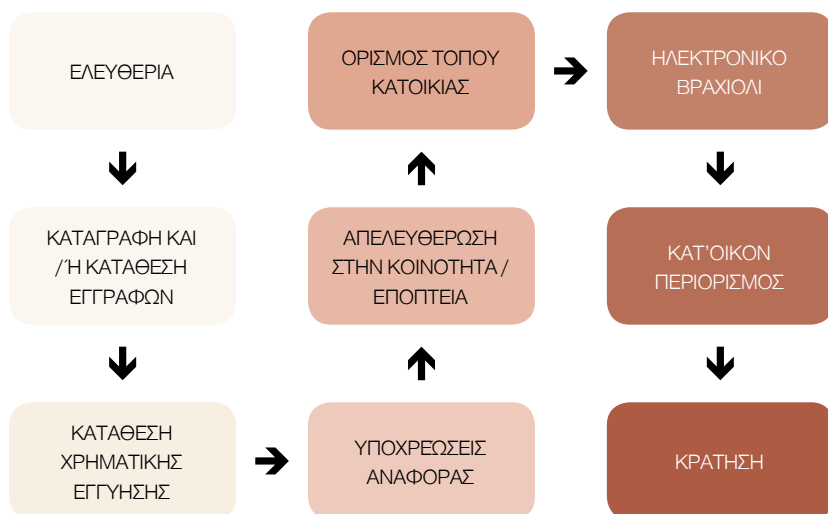 ΕΛΕΥΘΕΡΙΑ
ΚΑΤΑΓΡΑΦΗ ΚΑΙ
/Ή ΚΑΤΑΘΕΣΗ
ΕΓΓΡΑΦΩΝ
ΚΑΤΑΘΕΣΗ
ΧΡΗΜΑΤΙΚΗΣ
ΕΓΓΥΗΣΗΣ
ΥΠΟΧΡΕΩΣΕΙΣ
ΑΝΑΦΟΡΑΣ
ΑΠΕΛΕΥΘΕΡΩΣΗ
ΣΤΗΝ ΚΟΙΝΟΤΗΤΑ /
ΕΠΟΠΤΕΙΑ
ΟΡΙΣΜΟΣ ΤΟΠΟΥ
ΚΑΤΟΙΚΙΑΣ
ΗΛΕΚΤΡΟΝΙΚΟ
ΒΡΑΧΙΟΛΙ
ΚΑΤ'ΟΙΚΟΝ
ΠΕΡΙΟΡΙΣΜΟΣ
ΚΡΑΤΗΣΗ